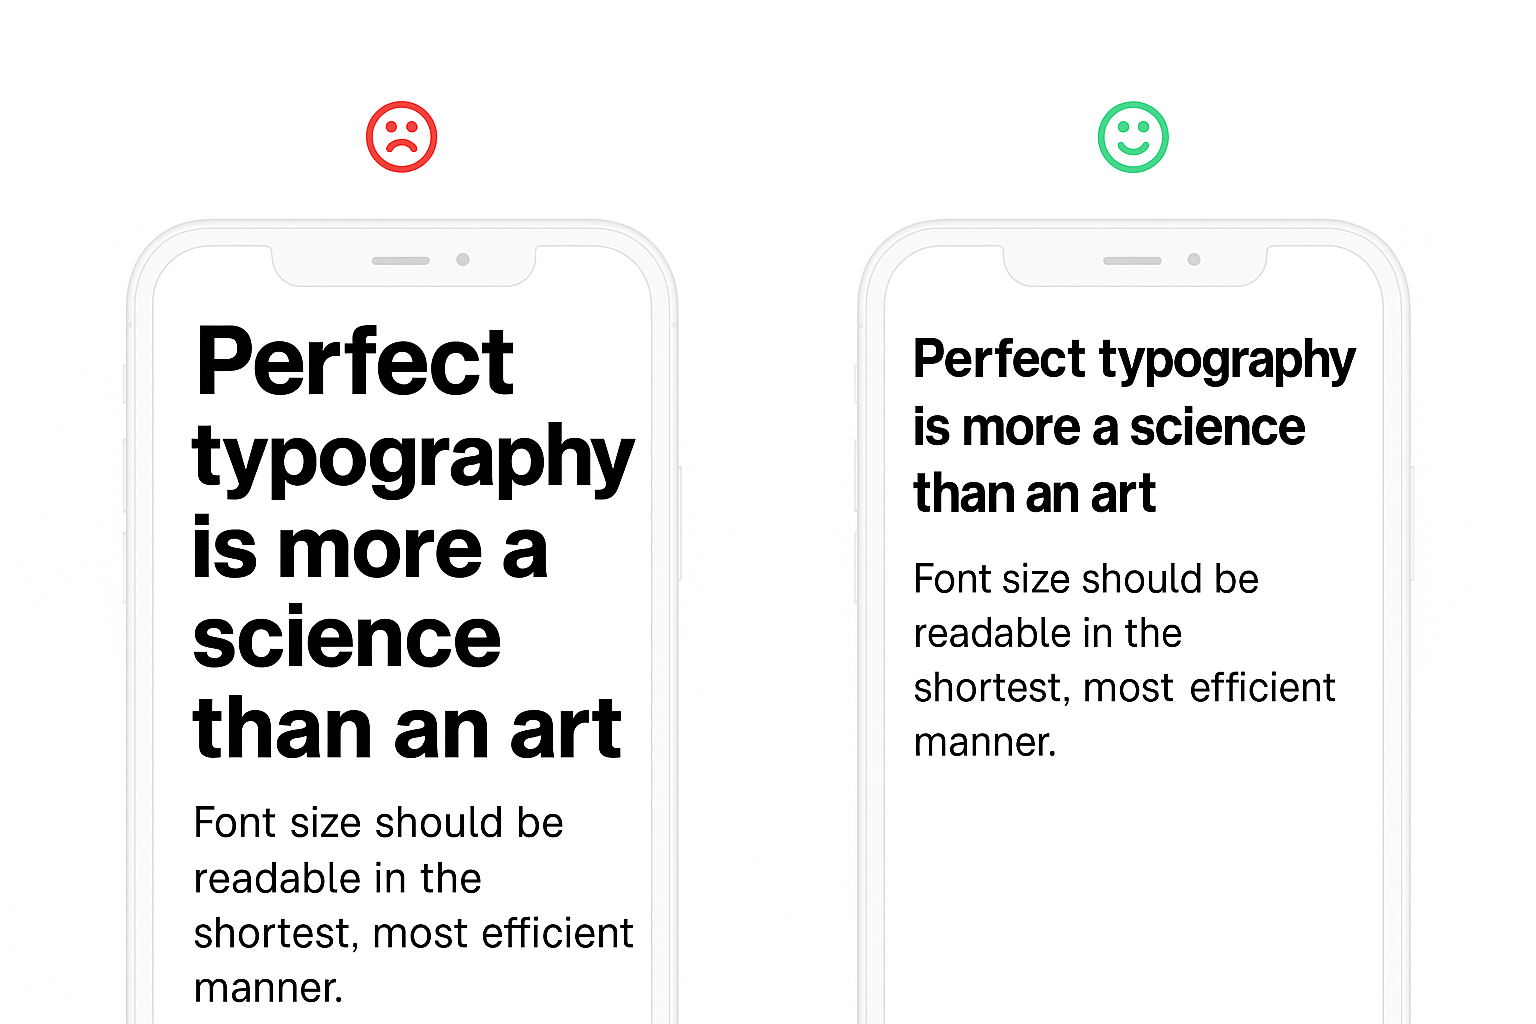 Perfect
typography
is more a
science
than an art
Font size should be
readable in the
shortest, most efficient
manner.
Perfect typography
is more a science
than an art
Font size should be
readable in the
shortest, most efficient
manner.